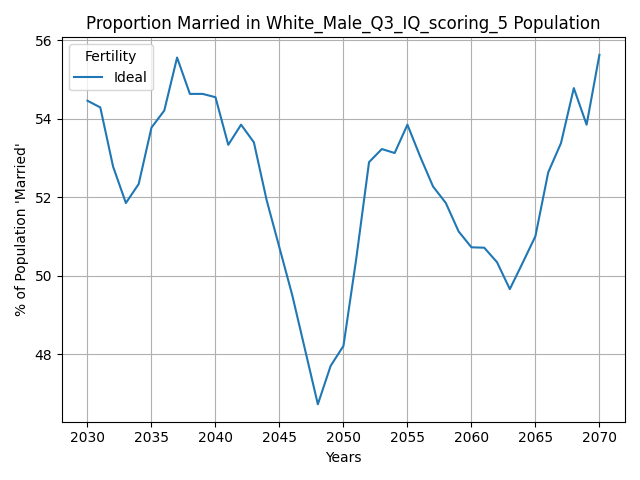 Proportion Married in White_Male_Q3_IQ_scoring_5 Population
Fertility
Ideal
% of Population 'Married'
56
54
52
50
48
2030
2035
2040
2045
2050
2055
2060
2065
2070
Years